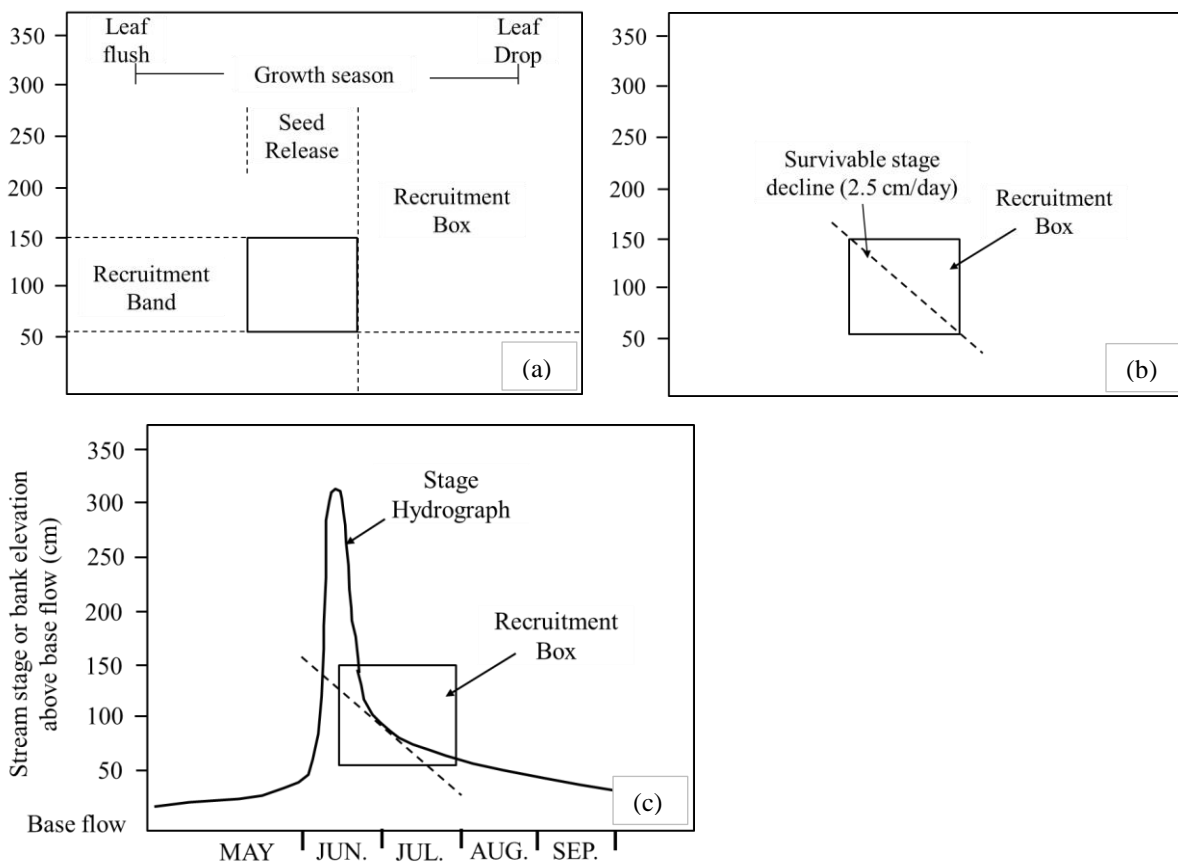 350
300
250
200
150
100
50
Leaf
flush
Leaf
Drop
Growth season
Seed
Release
Recruitment
Box
Recruitment
Band
(a)
350
300
250
200
150
100
50
Survivable stage
decline (2.5 cm/day)
Recruitment
Box
(b)
Stream stage or bank elevation
above base flow (cm)
350
300
250
200
150
100
50
Base flow
Stage
Hydrograph
Recruitment
Box
(c)
MAY JUN. JUL. AUG. SEP.